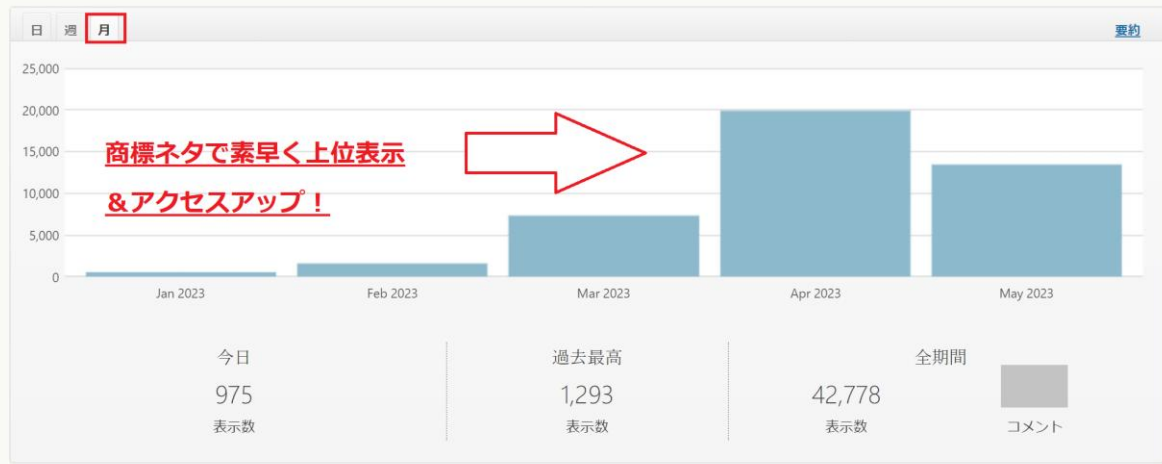 日 週 月 要約
25,000
20,000
15,000
10,000
5,000
0
商標ネタで素早く上位表示
&アクセスアップ！
Jan 2023 Feb 2023 Mar 2023 Apr 2023 May 2023
今日 過去最高 全期間
975 1,293 42,778
表示数 表示数 表示数 コメント